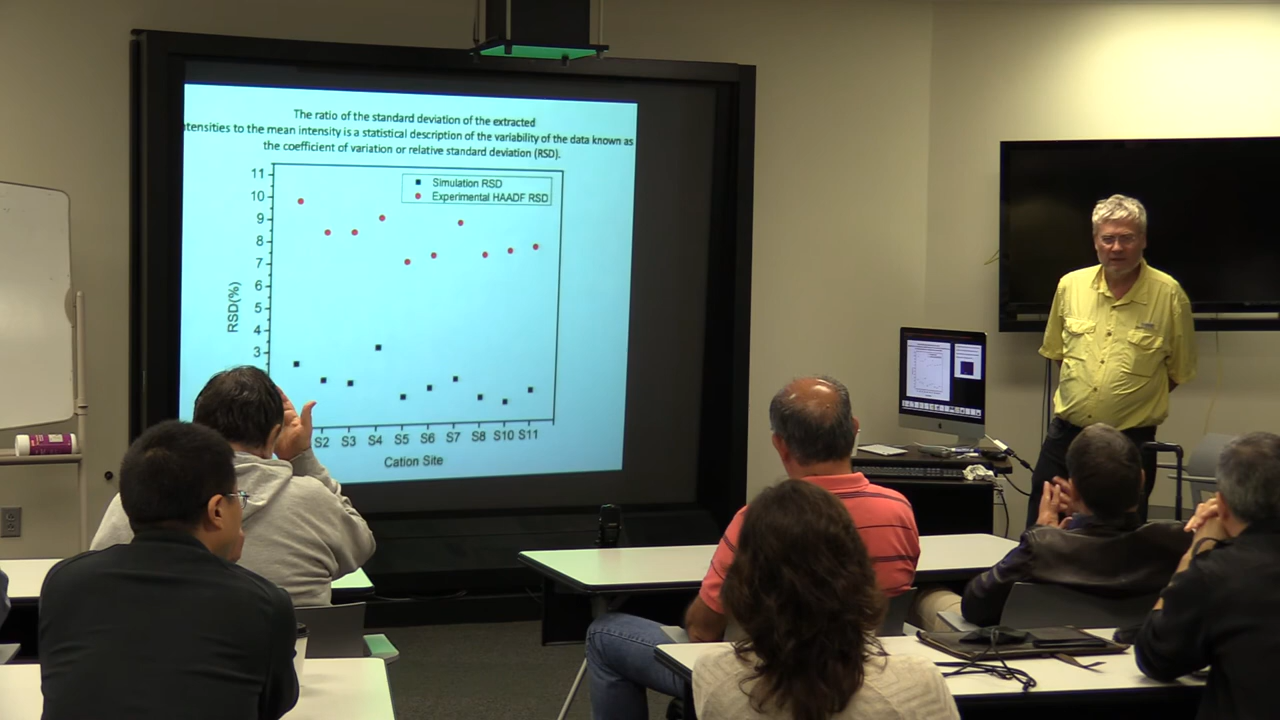 The ratio of the standard deviation of the extracted
ntensities to the mean intensity is a statistical description of the variability of the data known as
the coefficient of variation or relative standard deviation (RSD).
Simulation RSD
Experimental HAADF RSD
11
10
9
8
7
6
5
4
3
RSD(%)
S2 S3 S4 S5 S6 S7 S8 S10 S11
Cation Site